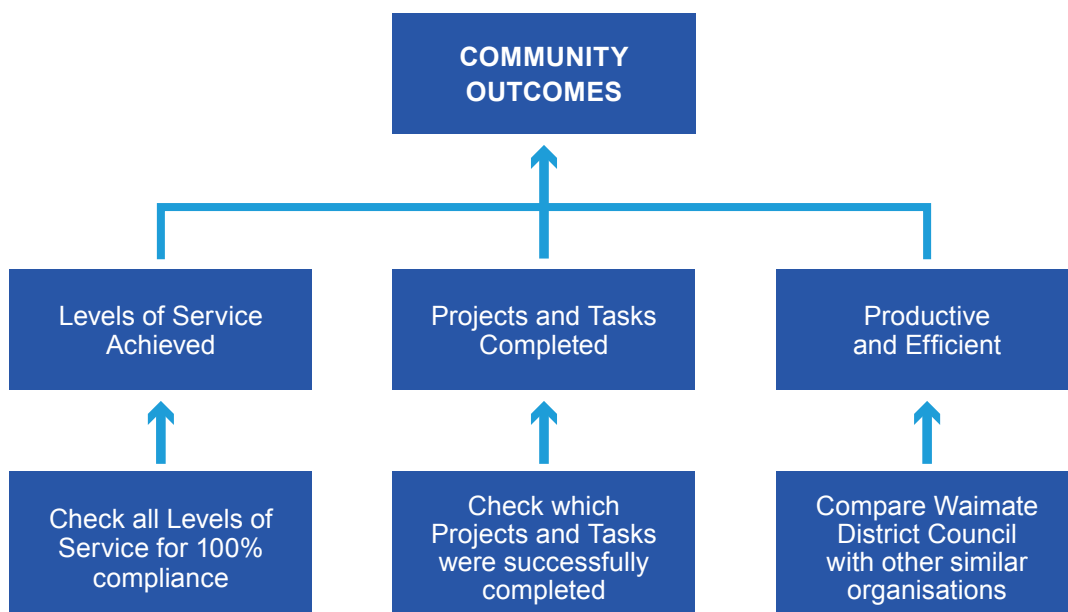 COMMUNITY
OUTCOMES
Levels of Service
Achieved
Projects and Tasks
Completed
Productive
and Efficient
Check all Levels of
Service for 100%
compliance
Check which
Projects and Tasks
were successfully
completed
Compare Waimate
District Council
with other similar
organisations